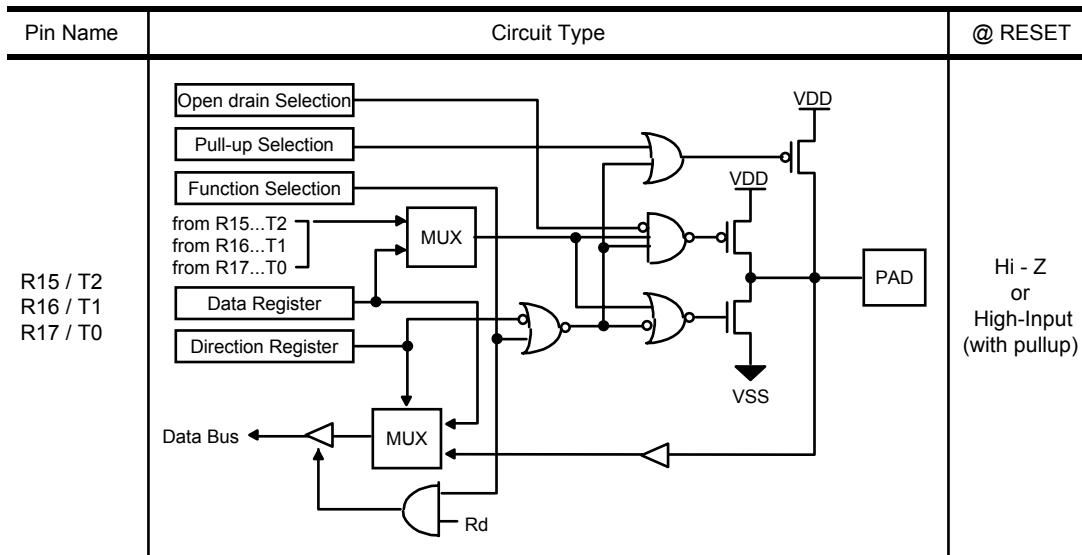 Pin Name
Circuit Type
@ RESET
Open drain Selection
VDD
Pull-up Selection
VDD
Function Selection
from R15...T2
from R16...T1
from R17...T0
MUX
PAD
R15 / T2
R16 / T1
R17 / T0
Data Register
Direction Register
Hi - Z
or
High-Input
(with pullup)
VSS
Data Bus
MUX
Rd